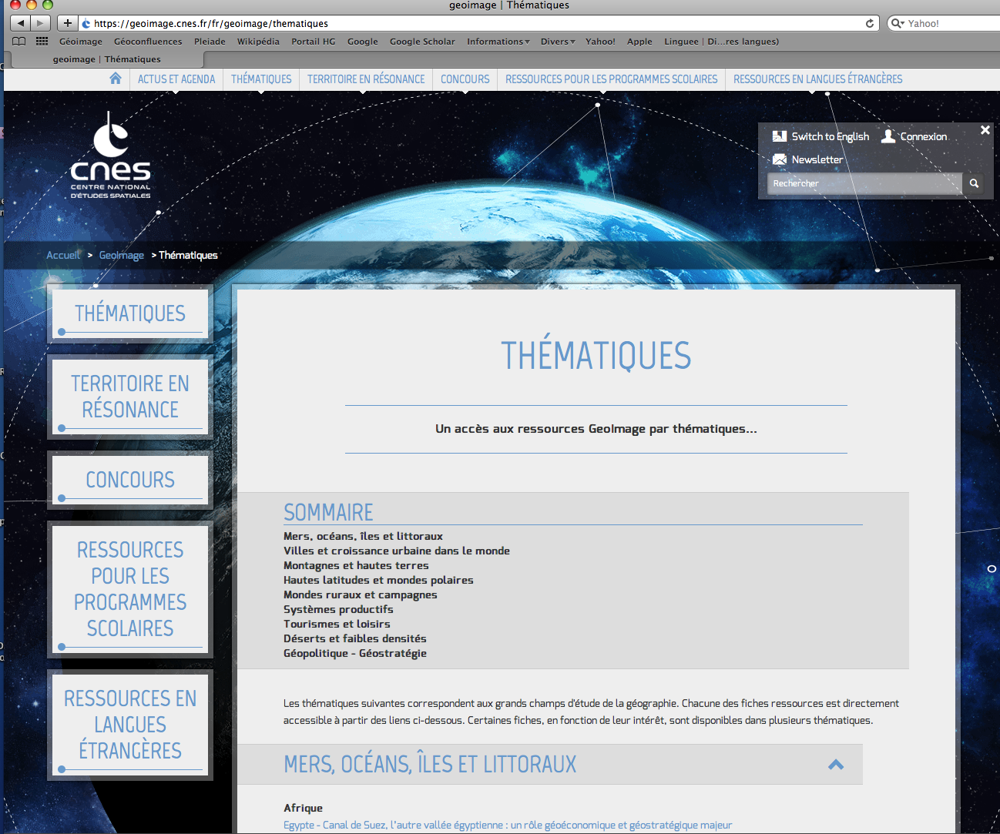 geoimage | Thématiques
https://geoimage.cnes.fr/fr/geoimage/thematiques
Yahoo!
Géoimage Géoconfluences Pleiade Wikipédia Portail HG Google Google Scholar Informations Divers Yahoo! Apple Linguee | Di...res langues)
geoimage | Thématiques
ACTUS ET AGENDA THÉMATIQUES TERRITOIRE EN RÉSONANCE CONCOURS RESSOURCES POUR LES PROGRAMMES SCOLAIRES RESSOURCES EN LANGUES ÉTRANGÈRES
cnes
CENTRE NATIONAL
D'ÉTUDES SPATIALES
Switch to English Connexion
Newsletter
Rechercher
Accueil > GeoImage > Thématiques
THÉMATIQUES
TERRITOIRE EN
RÉSONANCE
CONCOURS
RESSOURCES
POUR LES
PROGRAMMES
SCOLAIRES
RESSOURCES EN
LANGUES
ÉTRANGÈRES
THÉMATIQUES
Un accès aux ressources GeoImage par thématiques...
SOMMAIRE
Mers, océans, îles et littoraux
Villes et croissance urbaine dans le monde
Montagnes et hautes terres
Hautes latitudes et mondes polaires
Mondes ruraux et campagnes
Systèmes productifs
Tourismes et loisirs
Déserts et faibles densités
Géopolitique - Géostratégie
Les thématiques suivantes correspondent aux grands champs d'étude de la géographie. Chacune des fiches ressources est directement
accessible à partir des liens ci-dessous. Certaines fiches, en fonction de leur intérêt, sont disponibles dans plusieurs thématiques.
MERS, OCÉANS, ÎLES ET LITTORAUX
Afrique
Egypte - Canal de Suez, l'autre vallée égyptienne : un rôle géoéconomique et géostratégique majeur